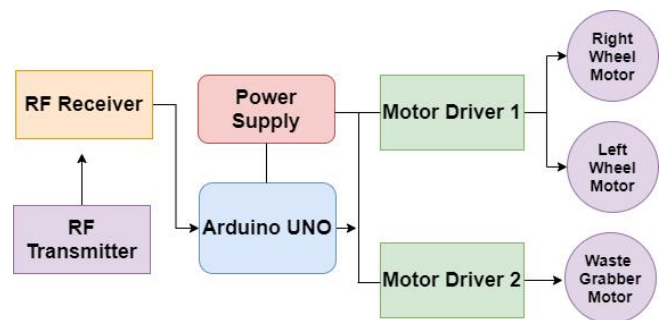 Right
Wheel
Motor
RF Receiver
Power
Supply
Motor Driver 1
Left
Wheel
Motor
RF
Transmitter
Arduino UNO
Motor Driver 2
Waste
Grabber
Motor